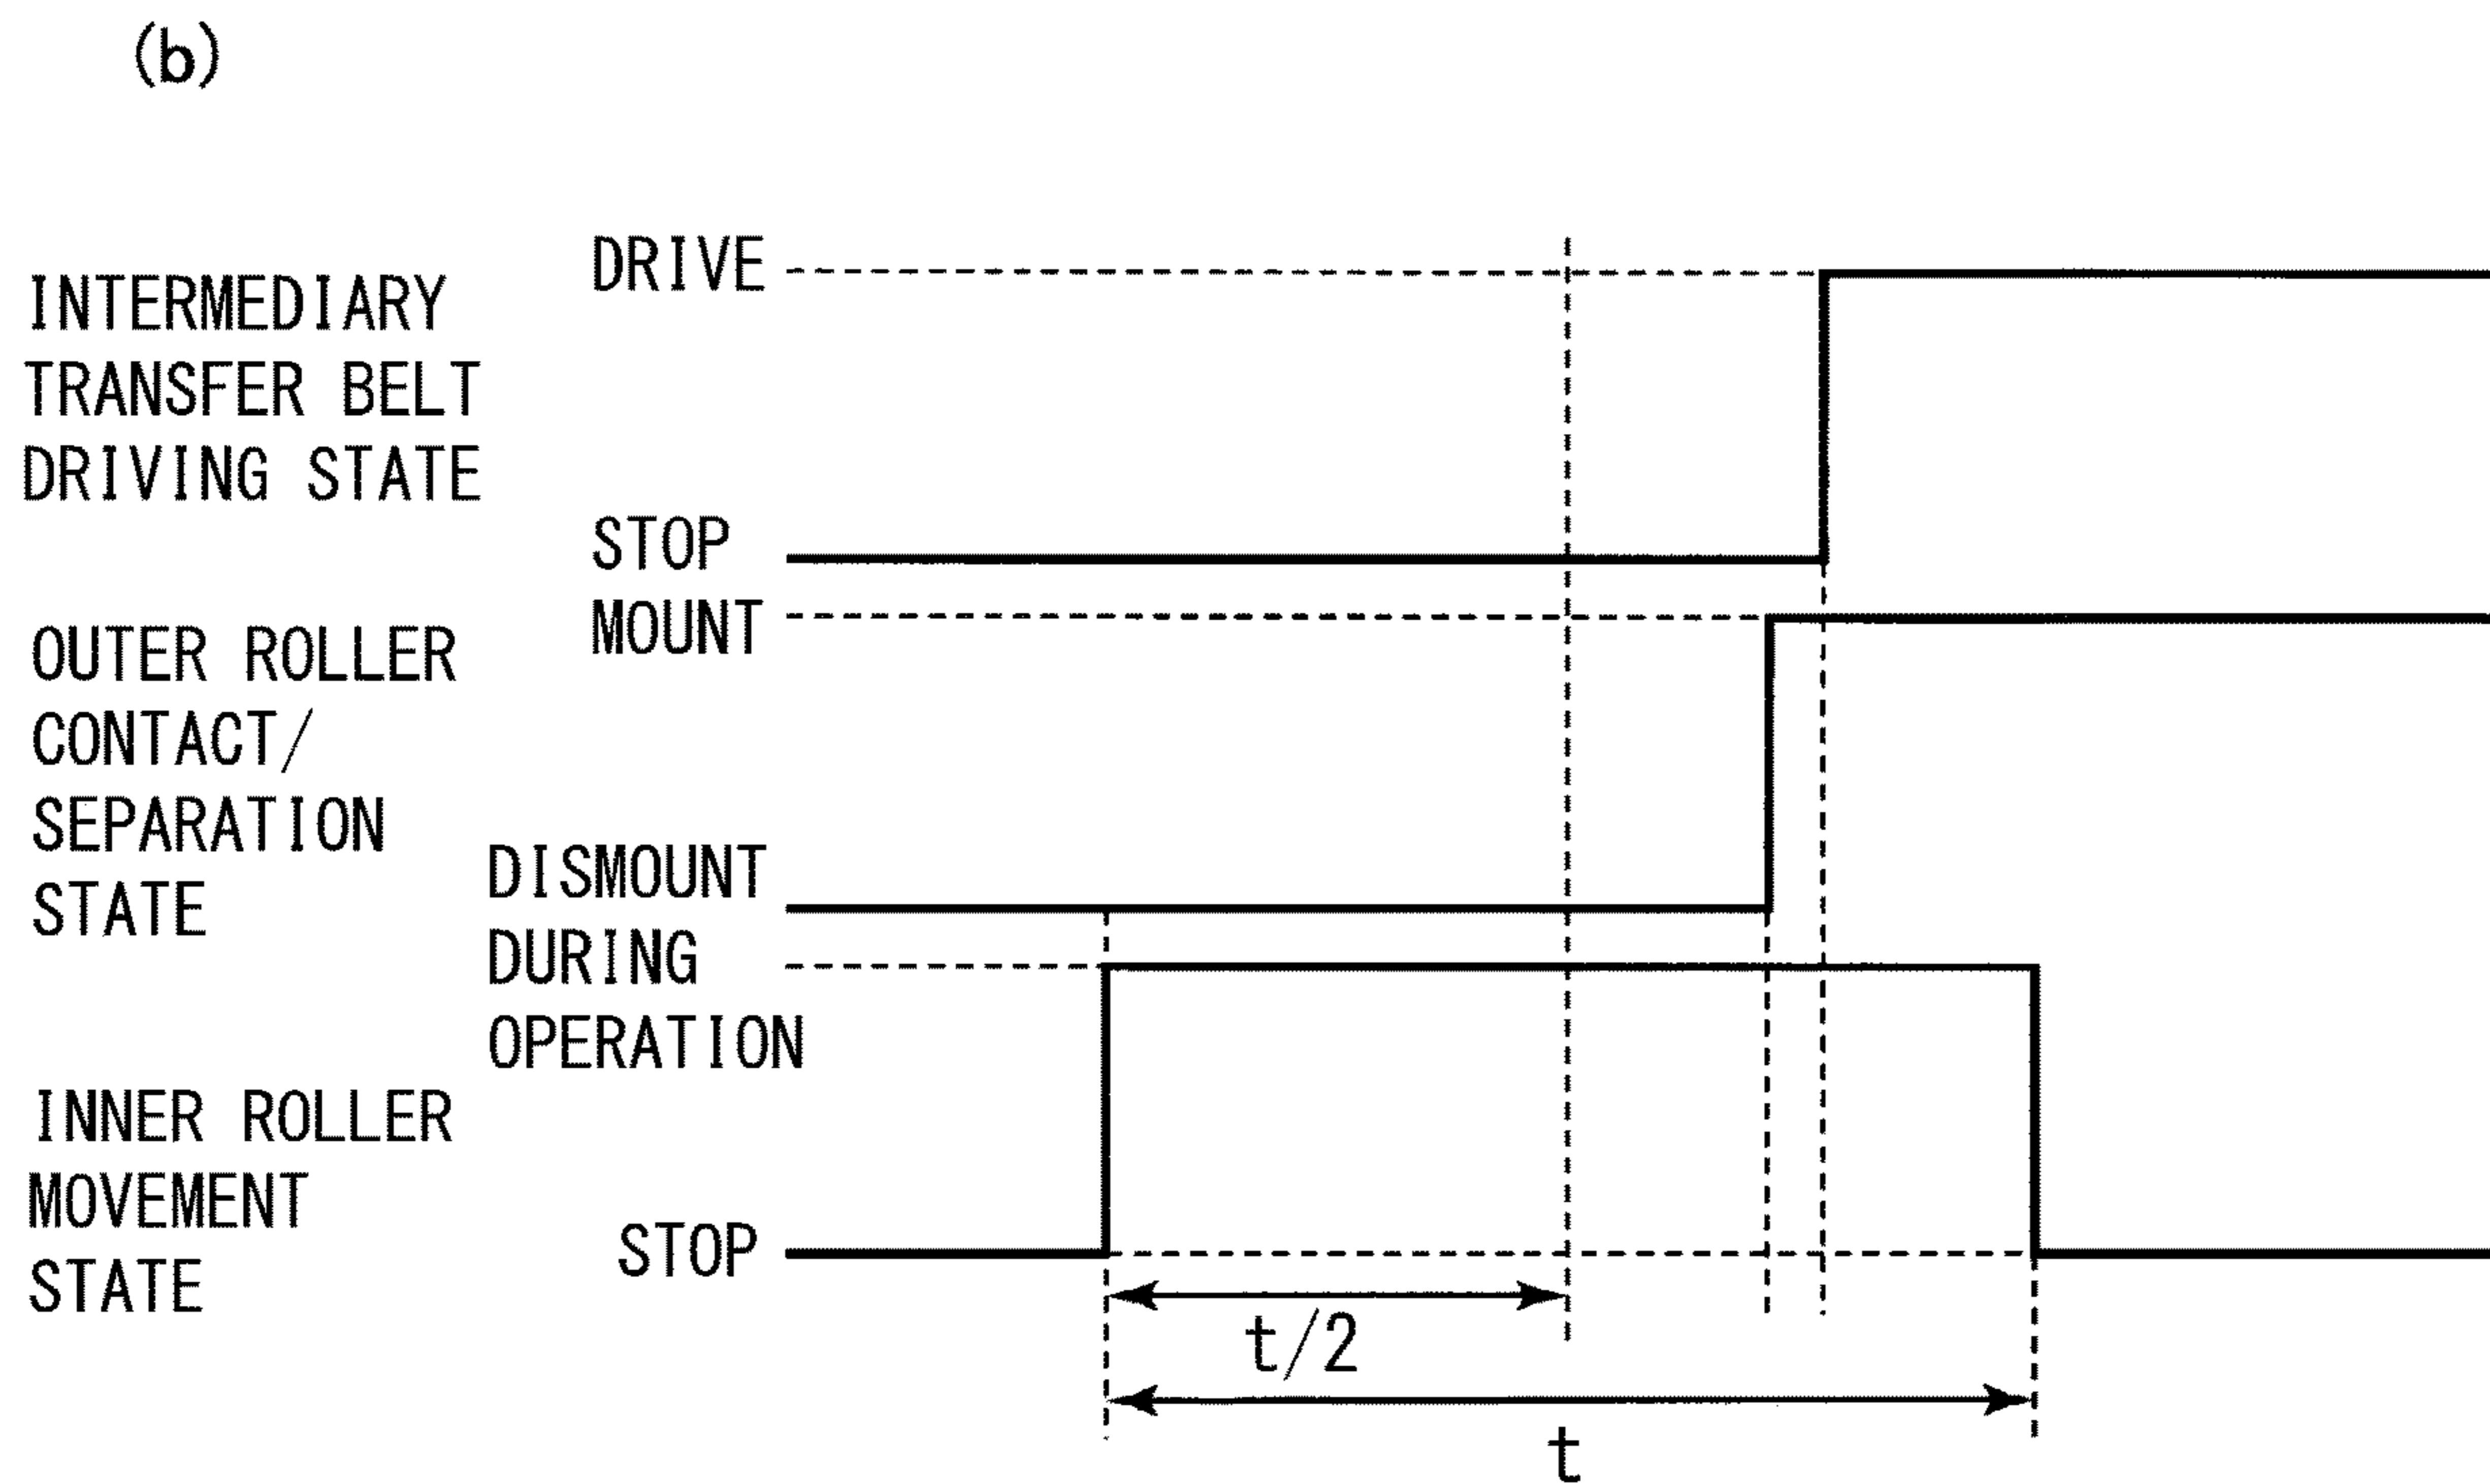 (b)
INTERMEDIARY
TRANSFER BELT
DRIVING STATE
DRIVE
STOP
OUTER ROLLER
CONTACT/
SEPARATION
STATE
MOUNT
DISMOUNT
INNER ROLLER
MOVEMENT
STATE
DURING
OPERATION
STOP
t/2
t